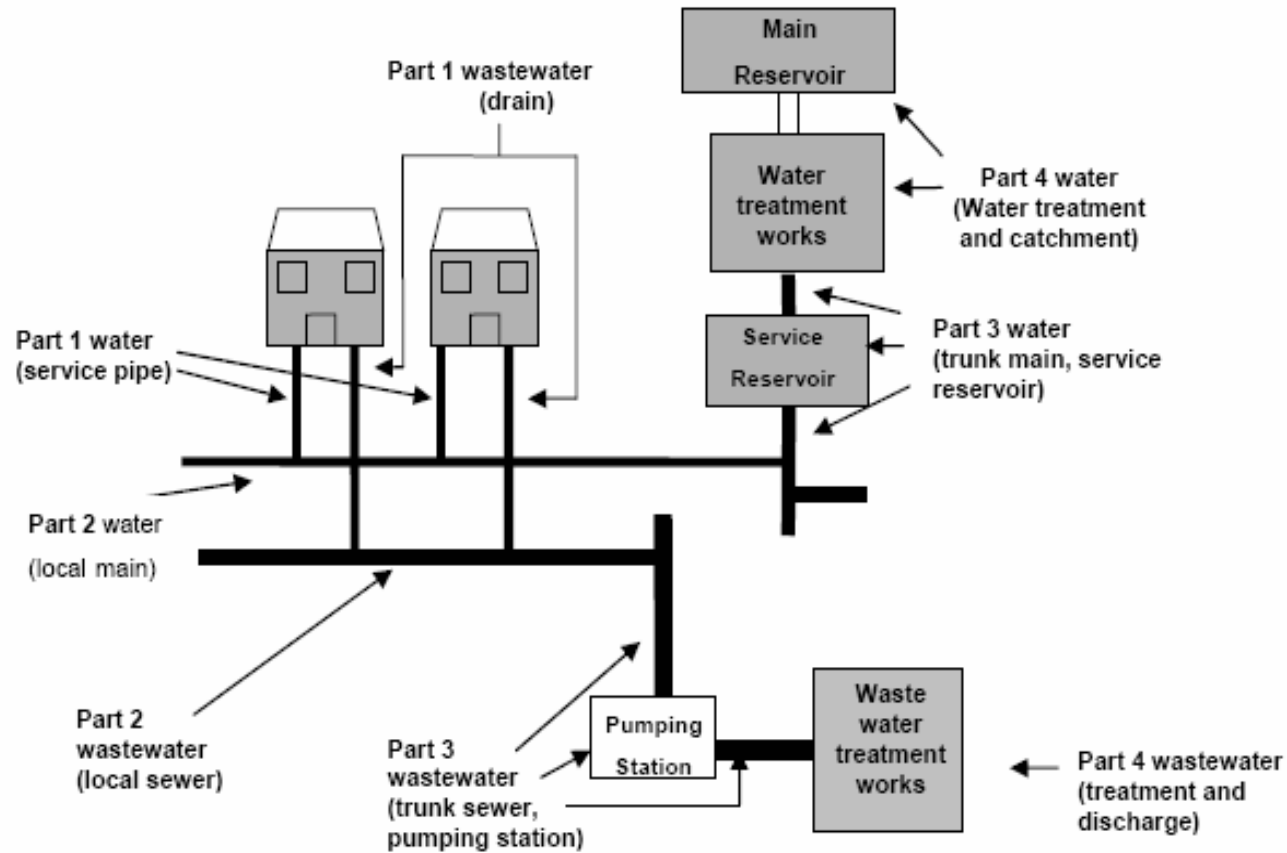 Main
Reservoir
Part 1 wastewater
(drain)
Water
treatment
works
Part 4 water
(Water treatment
and catchment)
Part 1 water
(service pipe)
Service
Reservoir
Part 3 water
(trunk main, service
reservoir)
Part 2 water
(local main)
Part 2
wastewater
(local sewer)
Part 3
wastewater
(trunk sewer,
pumping station)
Pumping
Station
Waste
water
treatment
works
Part 4 wastewater
(treatment and
discharge)